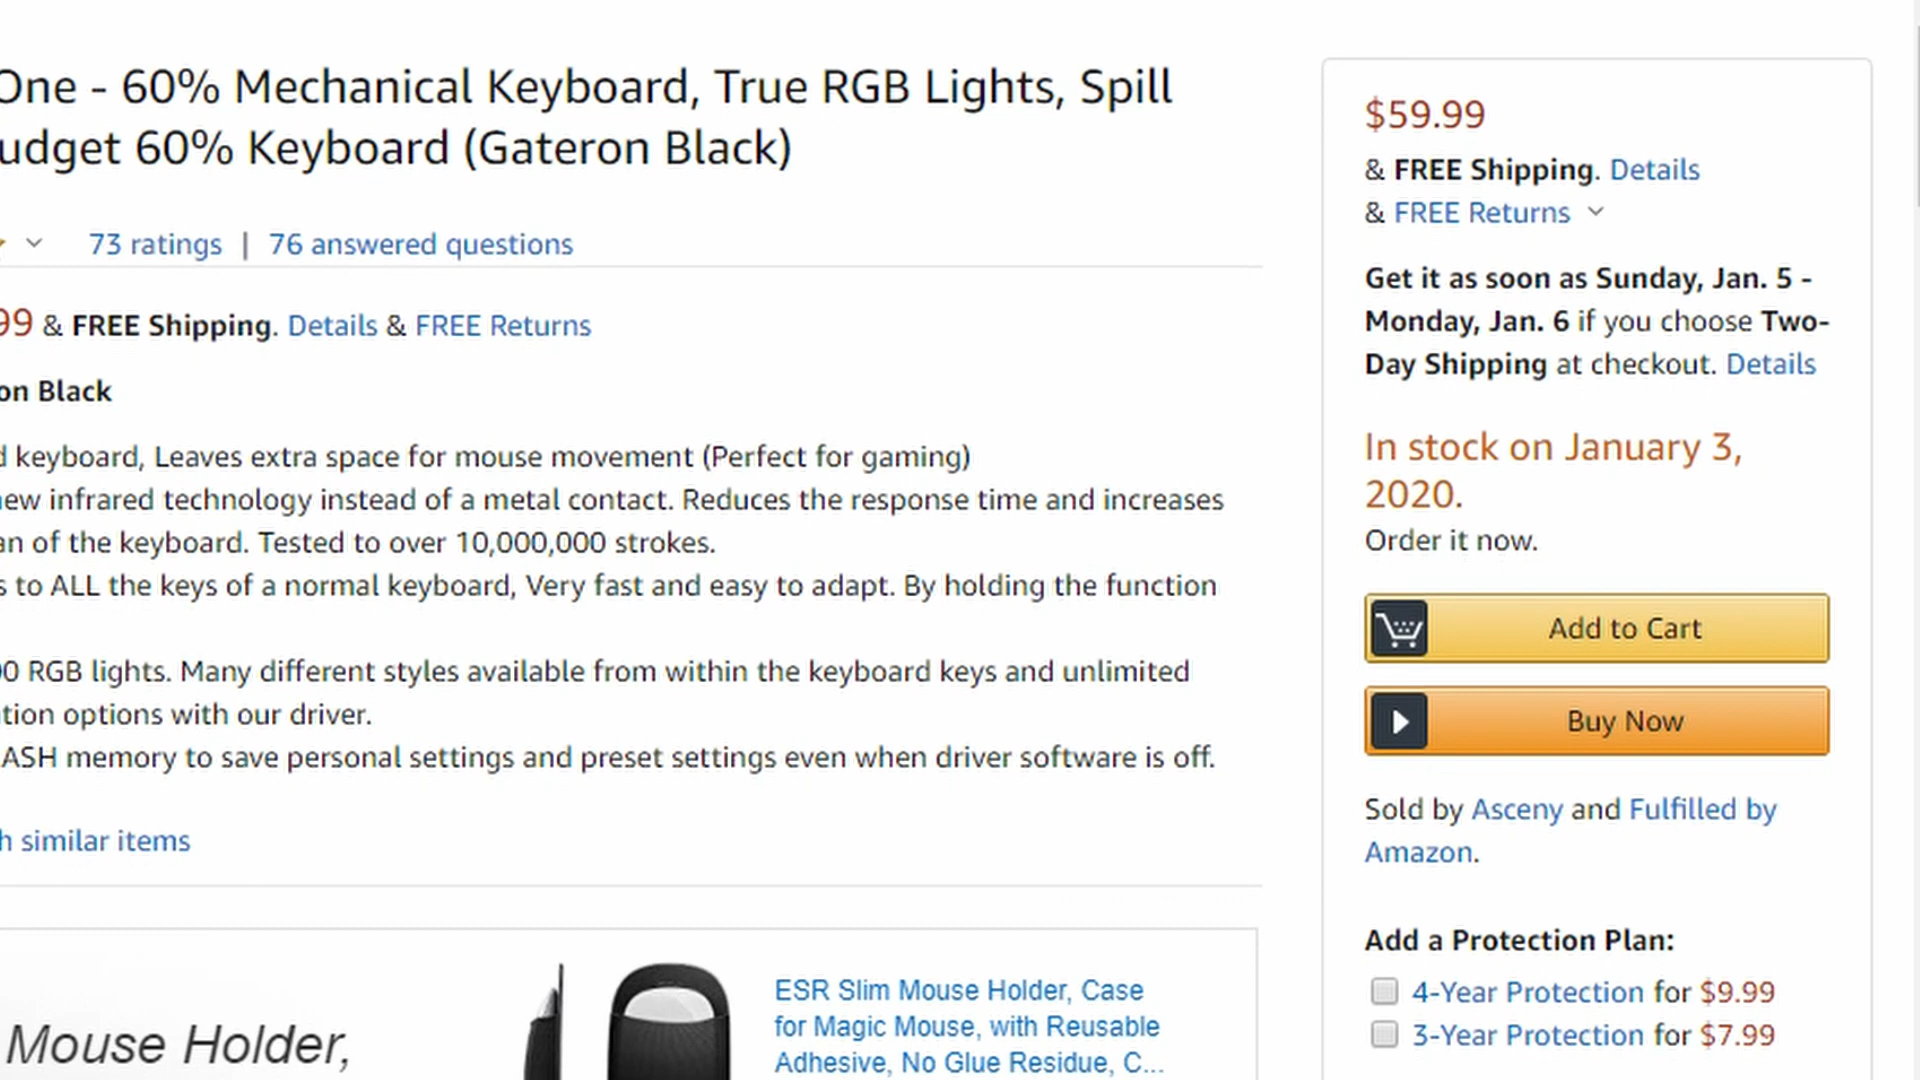 One - 60% Mechanical Keyboard, True RGB Lights, Spill
udget 60% Keyboard (Gateron Black)
73 ratings | 76 answered questions
99 & FREE Shipping. Details & FREE Returns
on Black
d keyboard, Leaves extra space for mouse movement (Perfect for gaming)
new infrared technology instead of a metal contact. Reduces the response time and increases
an of the keyboard. Tested to over 10,000,000 strokes.
s to ALL the keys of a normal keyboard, Very fast and easy to adapt. By holding the function
00 RGB lights. Many different styles available from within the keyboard keys and unlimited
ation options with our driver.
ASH memory to save personal settings and preset settings even when driver software is off.
h similar items
Mouse Holder,
ESR Slim Mouse Holder, Case
for Magic Mouse, with Reusable
Adhesive, No Glue Residue, C...
$59.99
& FREE Shipping. Details
& FREE Returns
Get it as soon as Sunday, Jan. 5 -
Monday, Jan. 6 if you choose Two-
Day Shipping at checkout. Details
In stock on January 3,
2020.
Order it now.
Add to Cart
Buy Now
Sold by Asceny and Fulfilled by
Amazon.
Add a Protection Plan:
4-Year Protection for $9.99
3-Year Protection for $7.99